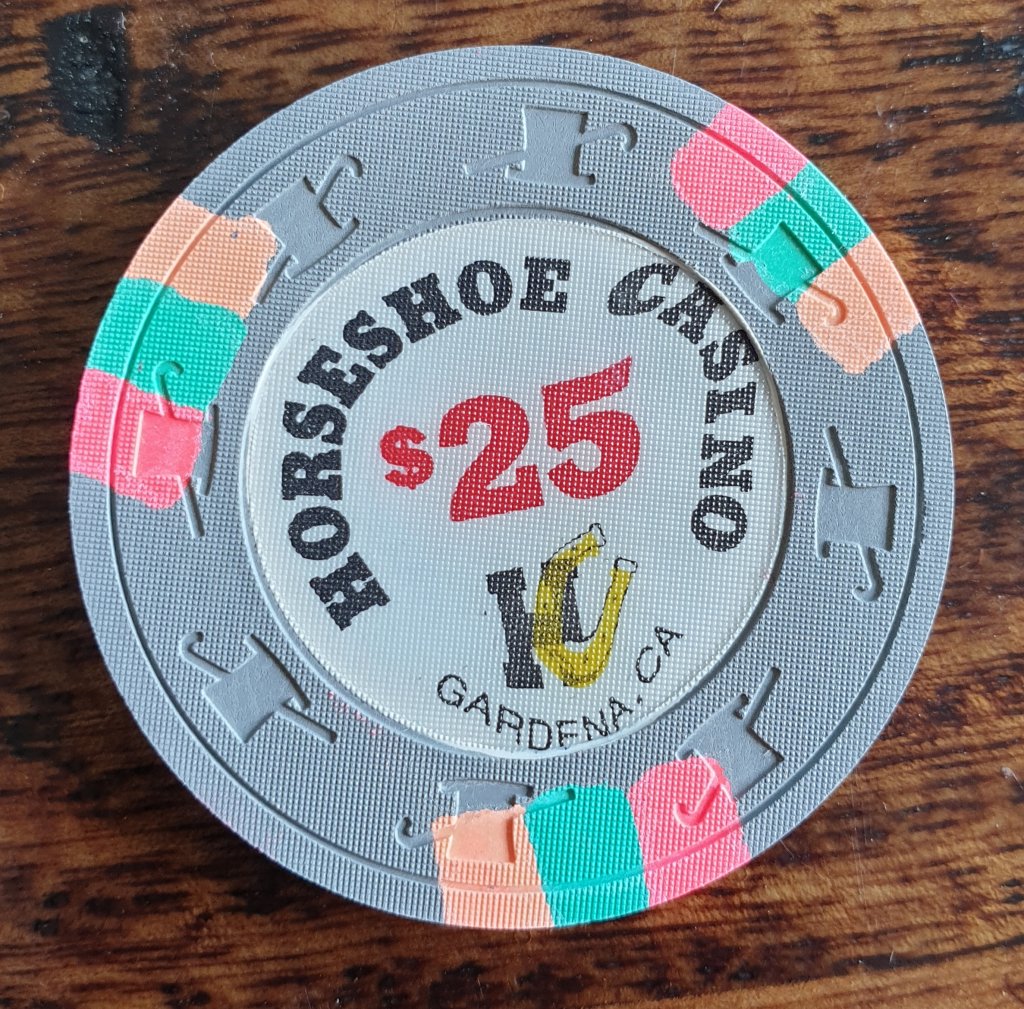 HORSESHOE CASINO
$25
H
GARDENA, CA